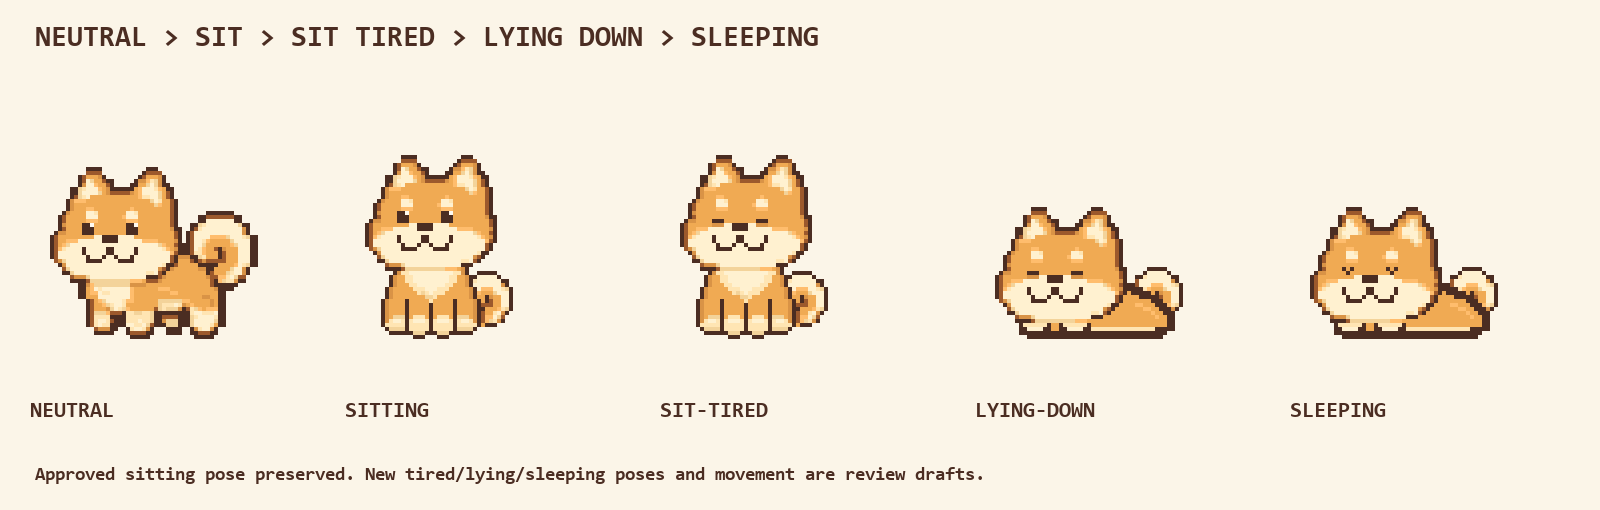 NEUTRAL > SIT > SIT TIRED > LYING DOWN > SLEEPING
NEUTRAL
SITTING
SIT-TIRED
LYING-DOWN
SLEEPING
Approved sitting pose preserved. New tired/lying/sleeping poses and movement are review drafts.